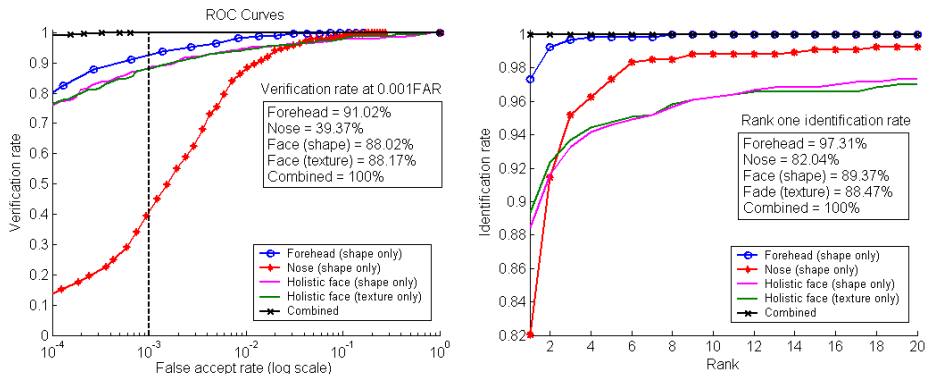 ROC Curves
1
0.9
0.8
0.7
0.6
0.5
0.4
0.3
0.2
0.1
0
Verification rate
10^-4
10^-3
10^-2
10^-1
10^0
False accept rate (log scale)
Verification rate at 0.001FAR
Forehead = 91.02%
Nose = 39.37%
Face (shape) = 88.02%
Face (texture) = 88.17%
Combined = 100%
Forehead (shape only)
Nose (shape only)
Holistic face (shape only)
Holistic face (texture only)
Combined
1
0.98
0.96
0.94
0.92
0.9
0.88
0.86
0.84
0.82
Identification rate
2
4
6
8
10
12
14
16
18
20
Rank
Rank one identification rate
Forehead = 97.31%
Nose = 82.04%
Face (shape) = 89.37%
Fade (texture) = 88.47%
Combined = 100%
Forehead (shape only)
Nose (shape only)
Holistic face (shape only)
Holistic face (texture only)
Combined